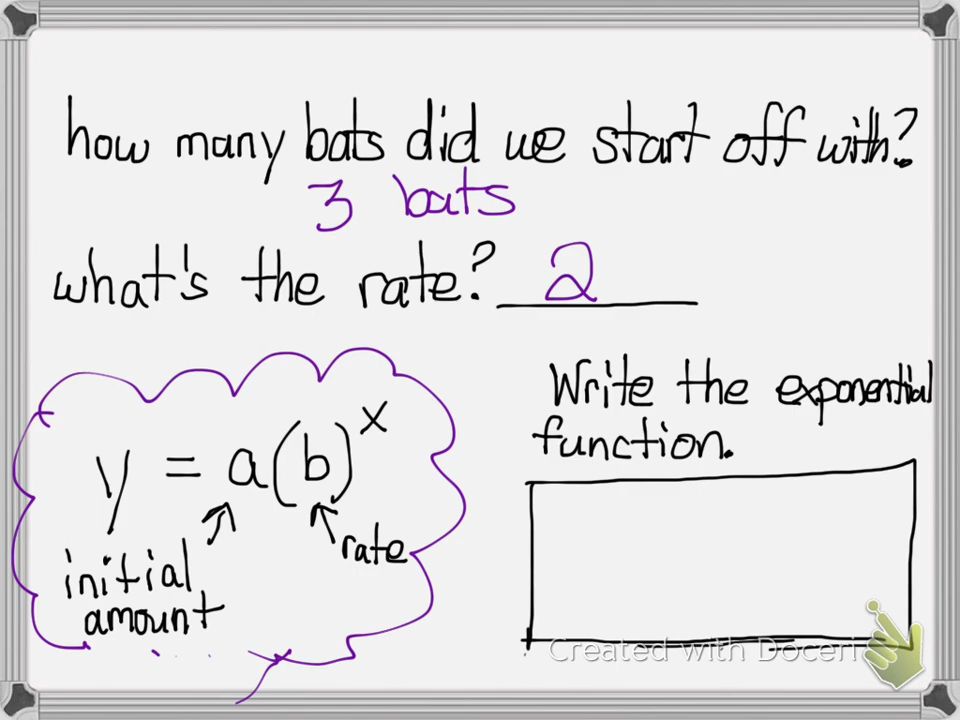 how many bats did we start off with?
3 bats
what's the rate? 2
y = a(b)^x
initial
amount
rate
Write the exponential
function.
Created with Doceri